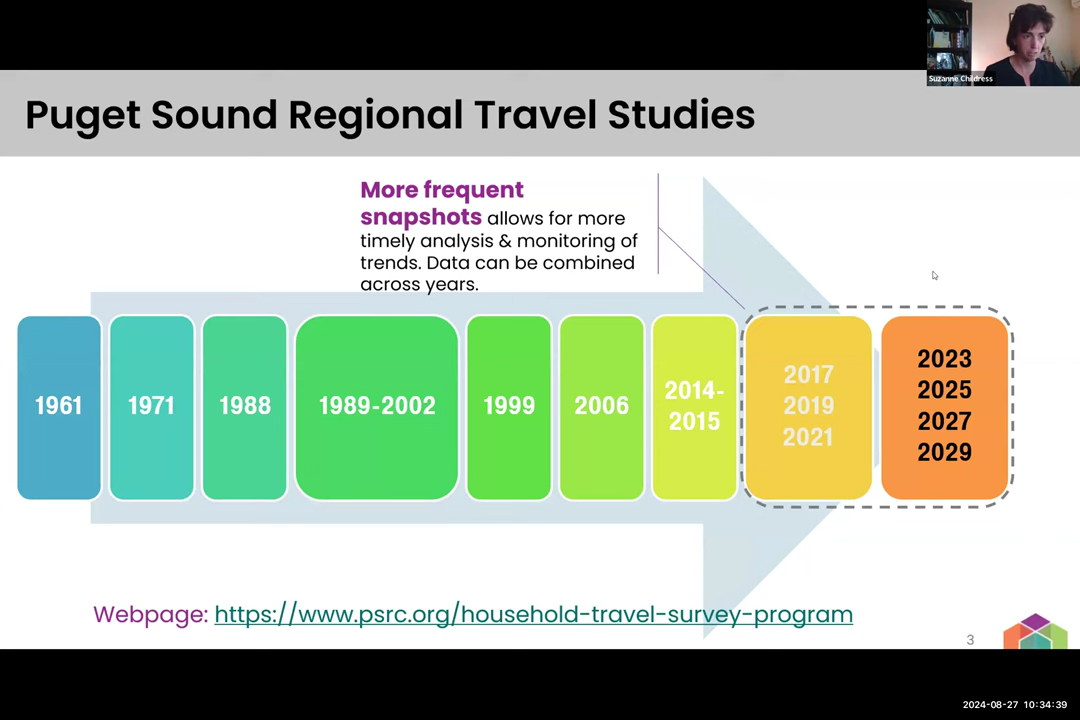 Suzanne Childress
Puget Sound Regional Travel Studies
More frequent
snapshots allows for more
timely analysis & monitoring of
trends. Data can be combined
across years.
1961
1971
1988
1989-2002
1999
2006
2014-
2015
2017
2019
2021
2023
2025
2027
2029
Webpage: https://www.psrc.org/household-travel-survey-program
3
2024-08-27 10:34:39